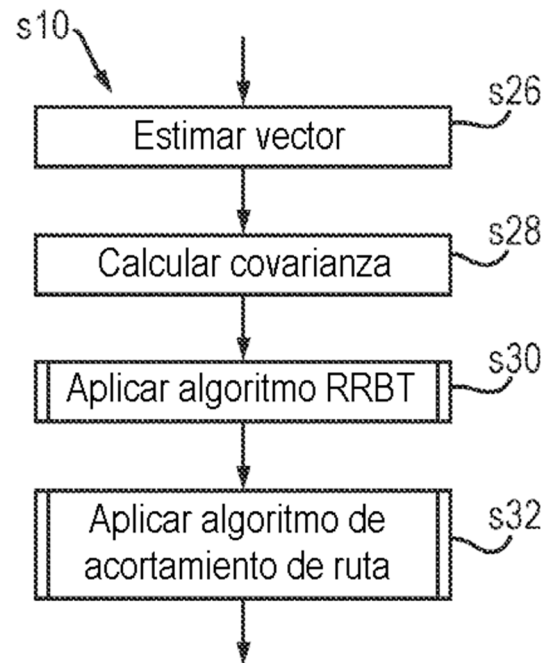 s10
s26
Estimar vector
s28
Calcular covarianza
s30
Aplicar algoritmo RRBT
s32
Aplicar algoritmo de
acortamiento de ruta